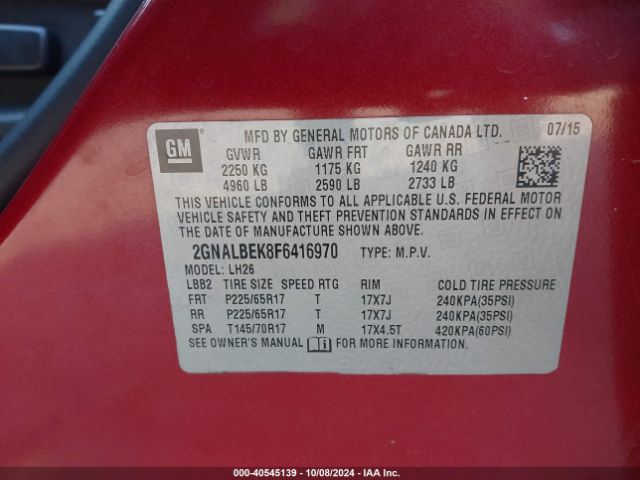 GM
MFD BY GENERAL MOTORS OF CANADA LTD. 07/15
GVWR GAWR FRT GAWR RR
2250 KG 1175 KG 1240 KG
4960 LB 2590 LB 2733 LB
THIS VEHICLE CONFORMS TO ALL APPLICABLE U.S. FEDERAL MOTOR
VEHICLE SAFETY AND THEFT PREVENTION STANDARDS IN EFFECT ON
THE DATE OF MANUFACTURE SHOWN ABOVE.
2GNALBEK8F6416970 TYPE: M.P.V.
MODEL: LH26
LBB2 TIRE SIZE SPEED RTG RIM COLD TIRE PRESSURE
FRT P225/65R17 T 17X7J 240KPA(35PSI)
RR P225/65R17 T 17X7J 240KPA(35PSI)
SPA T145/70R17 M 17X4.5T 420KPA(60PSI)
SEE OWNER'S MANUAL FOR MORE INFORMATION.
000-40545139 - 10/08/2024 - IAA Inc.